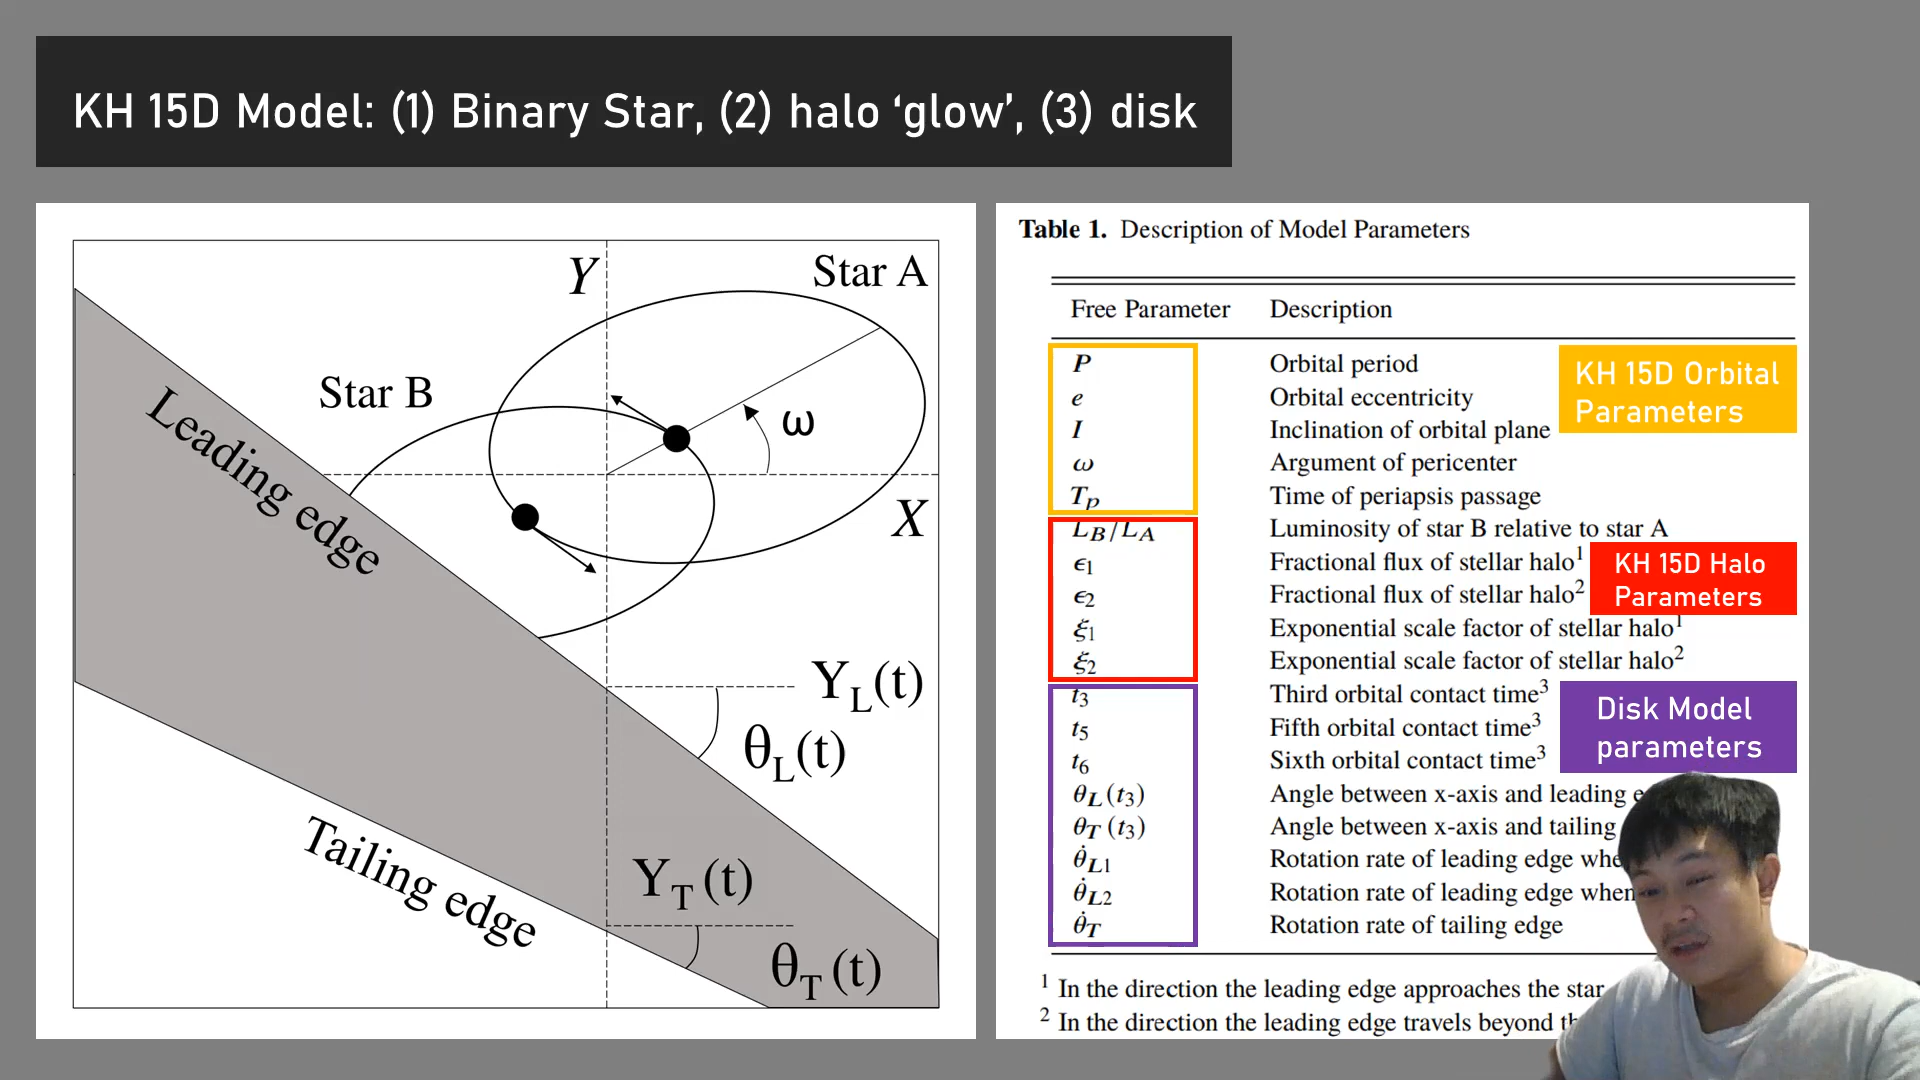 KH 15D Model: (1) Binary Star, (2) halo ‘glow’, (3) disk
Y
Star A
Star B
ω
X
Leading edge
Y_L(t)
θ_L(t)
Tailing edge
Y_T (t)
θ_T (t)
Table 1. Description of Model Parameters
Free Parameter Description
P Orbital period
e Orbital eccentricity
I Inclination of orbital plane
ω Argument of pericenter
T_p Time of periapsis passage
L_B/L_A Luminosity of star B relative to star A
ϵ_1 Fractional flux of stellar halo^1
ϵ_2 Fractional flux of stellar halo^2
ξ_1 Exponential scale factor of stellar halo^1
ξ_2 Exponential scale factor of stellar halo^2
t_3 Third orbital contact time^3
t_5 Fifth orbital contact time^3
t_6 Sixth orbital contact time^3
θ_L(t_3) Angle between x-axis and leading
θ_T(t_3) Angle between x-axis and tailing
θ̇_L1 Rotation rate of leading edge
θ̇_L2 Rotation rate of leading edge when
θ̇_T Rotation rate of tailing edge
^1 In the direction the leading edge approaches the star
^2 In the direction the leading edge travels beyond
KH 15D Orbital
Parameters
KH 15D Halo
Parameters
Disk Model
parameters